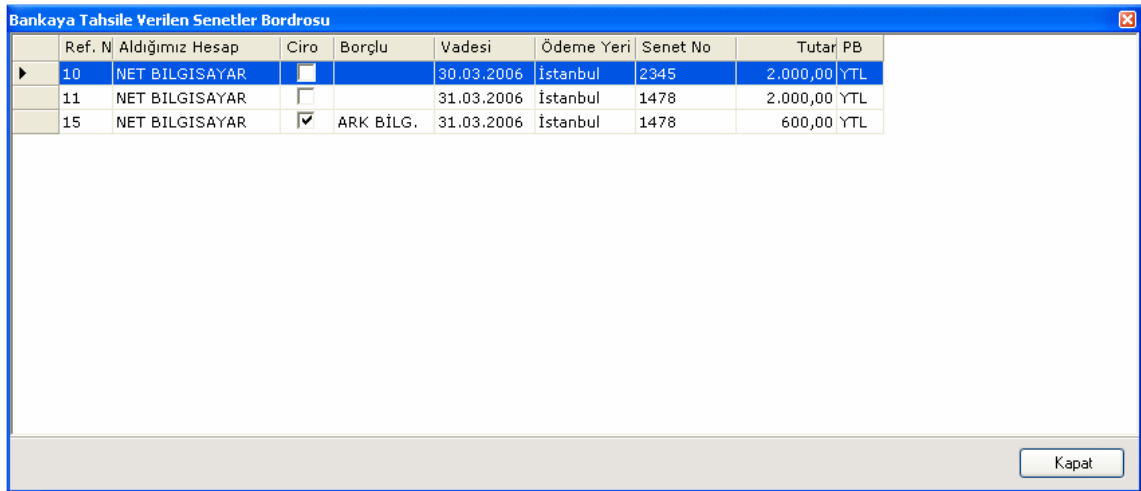 Bankaya Tahsile Verilen Senetler Bordrosu
Ref. N Aldığımız Hesap Ciro Borçlu Vadesi Ödeme Yeri Senet No Tutar PB
10 NET BILGISAYAR 30.03.2006 İstanbul 2345 2.000,00 YTL
11 NET BILGISAYAR 31.03.2006 İstanbul 1478 2.000,00 YTL
15 NET BILGISAYAR ARK BİLG. 31.03.2006 İstanbul 1478 600,00 YTL
Kapat